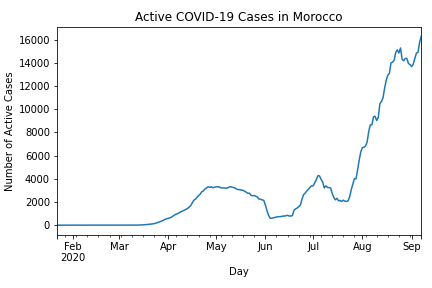 Active COVID-19 Cases in Morocco
Number of Active Cases
16000
14000
12000
10000
8000
6000
4000
2000
0
Feb Mar Apr May Jun Jul Aug Sep
2020
Day